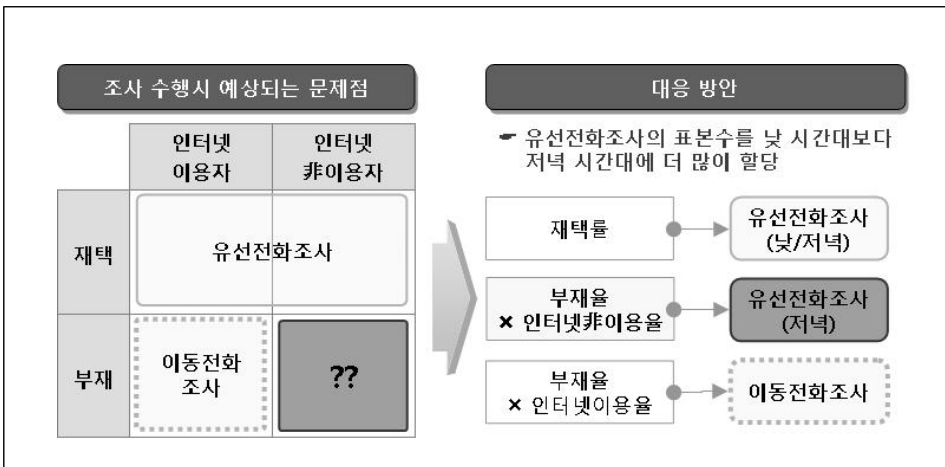 조사 수행시 예상되는 문제점
인터넷
이용자
인터넷
非이용자
재택
유선전화조사
부재
이동전화
조사
??
대응 방안
☛ 유선전화조사의 표본수를 낮 시간대보다
저녁 시간대에 더 많이 할당
재택률
유선전화조사
(낮/저녁)
부재율
× 인터넷非이용율
유선전화조사
(저녁)
부재율
× 인터넷이용율
이동전화조사